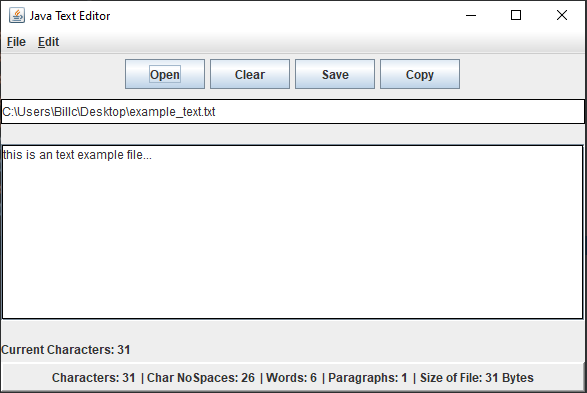 Java Text Editor
File Edit
Open Clear Save Copy
C:\Users\Billc\Desktop\example_text.txt
this is an text example file...
Current Characters: 31
Characters: 31 | Char NoSpaces: 26 | Words: 6 | Paragraphs: 1 | Size of File: 31 Bytes